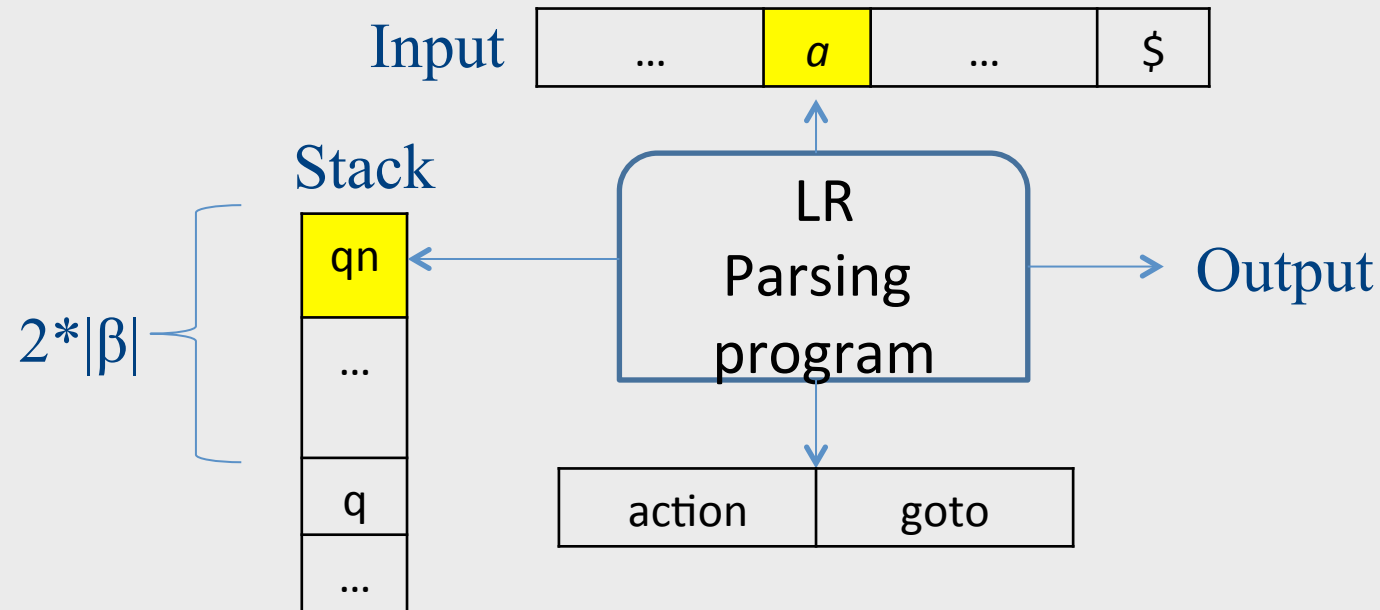 Input
… a … $
Stack
LR
Parsing
program
qn
Output
2*|β|
…
q
…
action goto